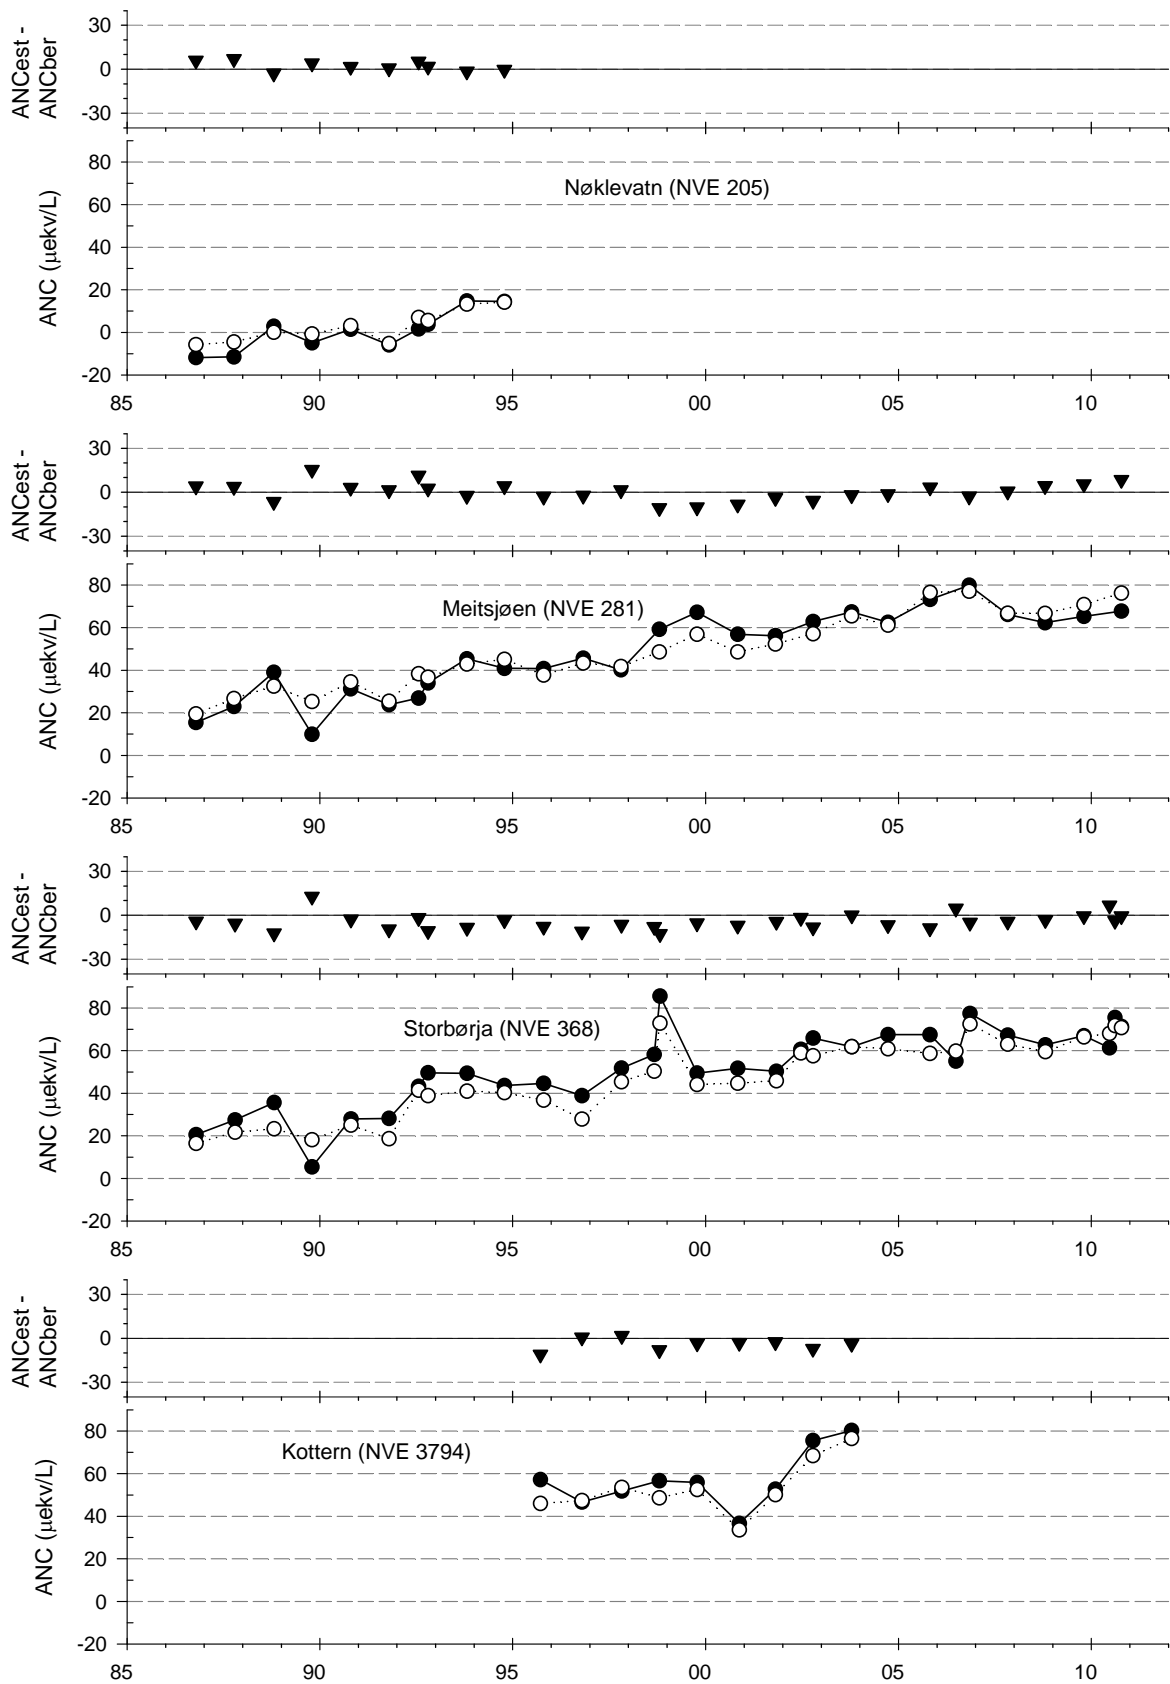 30
0
-30
ANCest -
ANCber
80
60
40
20
0
-20
ANC (µekv/L)
Nøklevatn (NVE 205)
85 90 95 00 05 10
30
0
-30
ANCest -
ANCber
80
60
40
20
0
-20
ANC (µekv/L)
Meitsjøen (NVE 281)
85 90 95 00 05 10
30
0
-30
ANCest -
ANCber
80
60
40
20
0
-20
ANC (µekv/L)
Storbørja (NVE 368)
85 90 95 00 05 10
30
0
-30
ANCest -
ANCber
80
60
40
20
0
-20
ANC (µekv/L)
Kottern (NVE 3794)
85 90 95 00 05 10